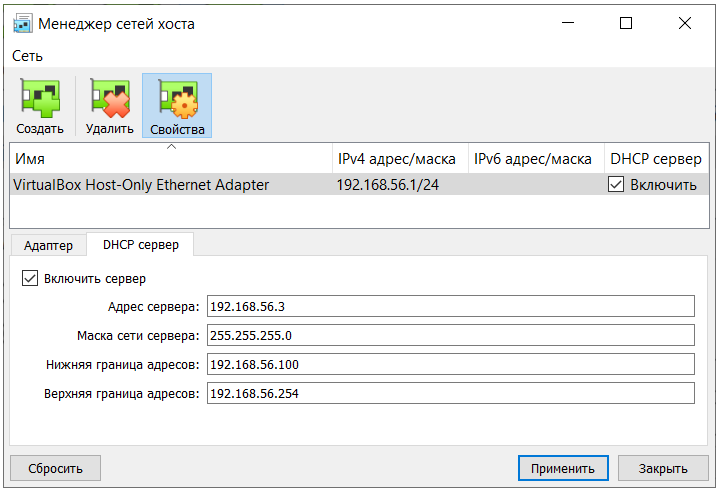 Менеджер сетей хоста
Сеть
Создать Удалить Свойства
Имя IPv4 адрес/маска IPv6 адрес/маска DHCP сервер
VirtualBox Host-Only Ethernet Adapter 192.168.56.1/24 Включить
Адаптер DHCP сервер
Включить сервер
Адрес сервера: 192.168.56.3
Маска сети сервера: 255.255.255.0
Нижняя граница адресов: 192.168.56.100
Верхняя граница адресов: 192.168.56.254
Сбросить Применить Закрыть